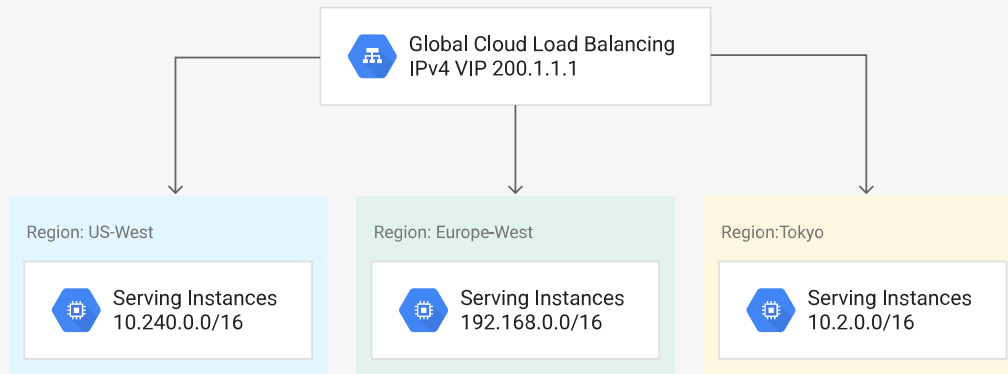 Global Cloud Load Balancing
IPv4 VIP 200.1.1.1
Region: US-West
Serving Instances
10.240.0.0/16
Region: Europe-West
Serving Instances
192.168.0.0/16
Region:Tokyo
Serving Instances
10.2.0.0/16